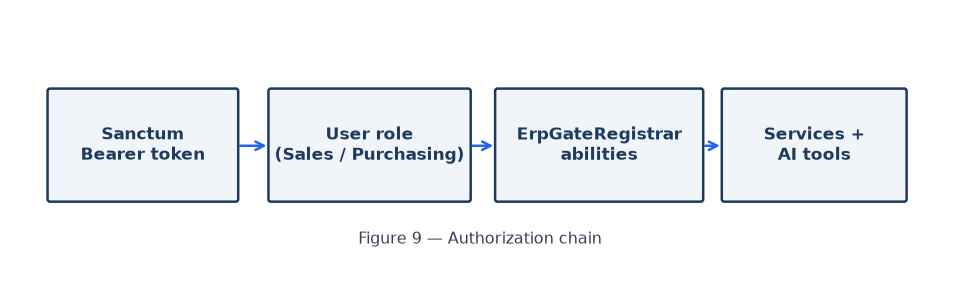 Sanctum
Bearer token
User role
(Sales / Purchasing)
ErpGateRegistrar
abilities
Services +
AI tools
Figure 9 — Authorization chain